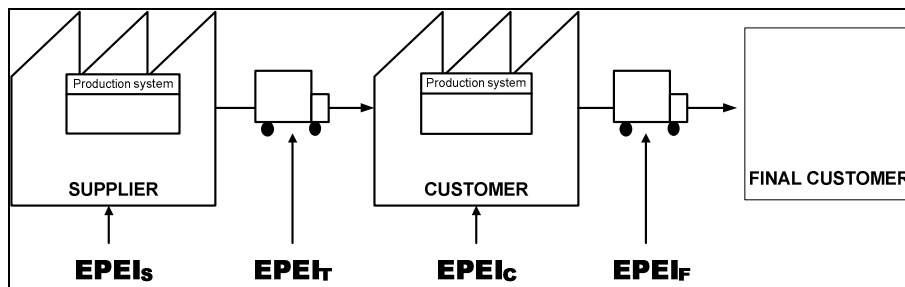 Production system
Production system
SUPPLIER
CUSTOMER
FINAL CUSTOMER
EPEIS
EPEIT
EPEIC
EPEIF